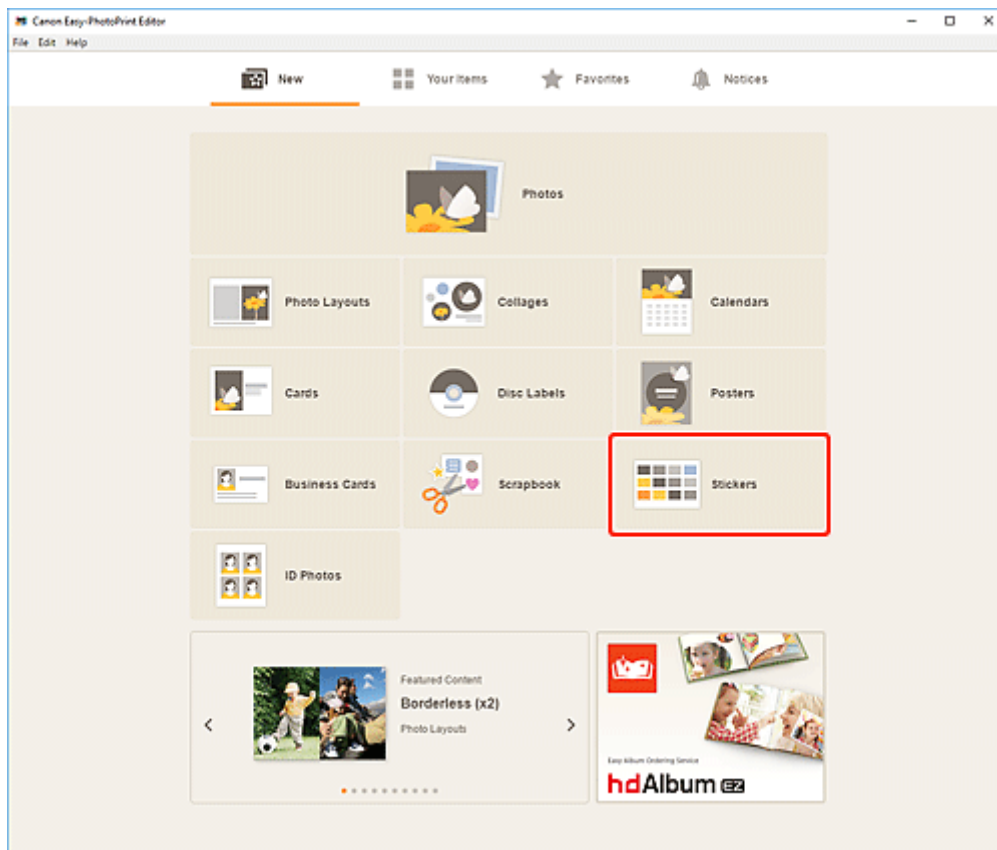 Canon Easy-PhotoPrint Editor
File Edit Help
New Your items Favorites Notices
Photos
Photo Layouts Collages Calendars
Cards Disc Labels Posters
Business Cards Scrapbook Stickers
ID Photos
Featured Content
Borderless (x2)
Photo Layouts
Easy Album Ordering Service
hdAlbum EZ